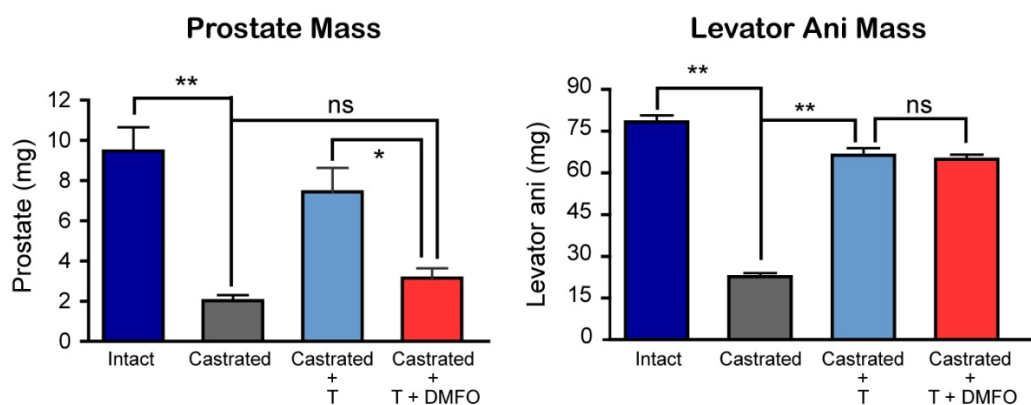 Prostate Mass
**
ns
*
12
10
8
6
4
2
0
Prostate (mg)
Intact
Castrated
Castrated
+
T
Castrated
+
T + DMFO
Levator Ani Mass
**
**
ns
90
75
60
45
30
15
0
Levator ani (mg)
Intact
Castrated
Castrated
+
T
Castrated
+
T + DMFO